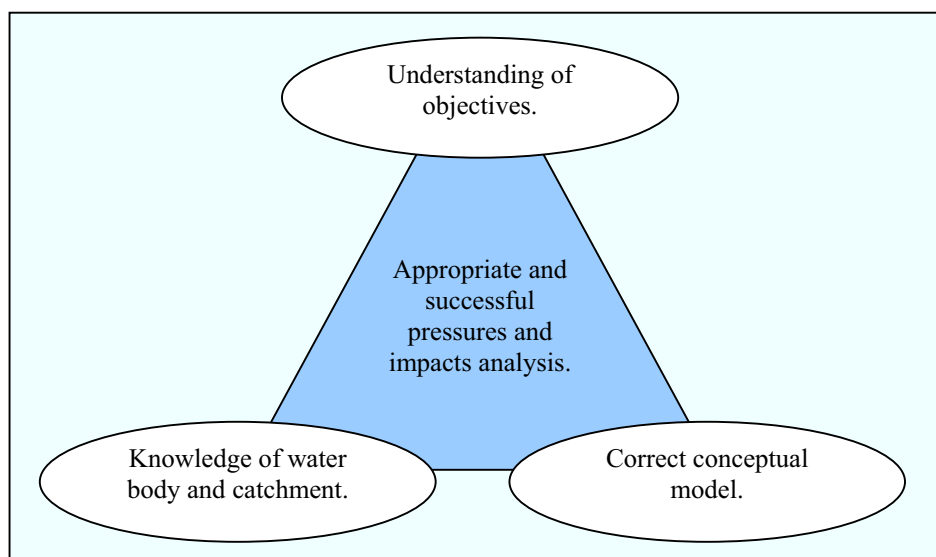 Understanding of
objectives.
Appropriate and
successful
pressures and
impacts analysis.
Knowledge of water
body and catchment.
Correct conceptual
model.